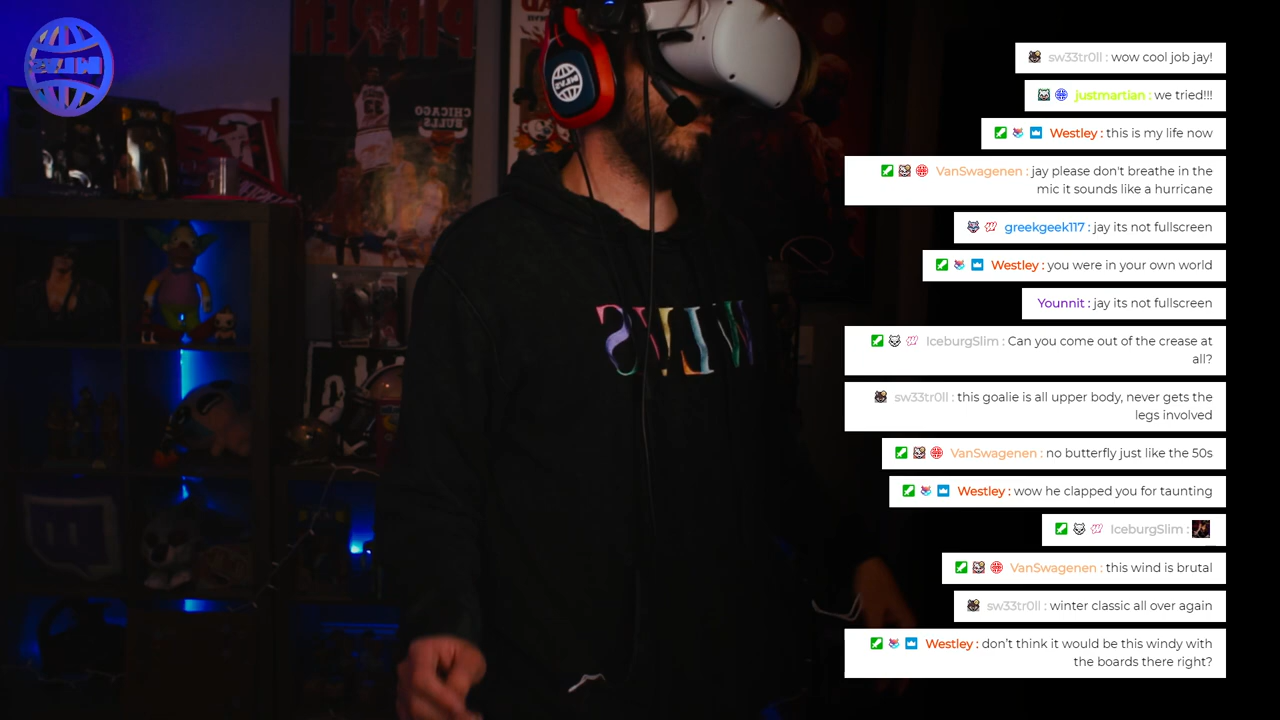 PIPPEN
CHICAGO
BULLS
WLVS
sw33tr0ll : wow cool job jay!
justmartian : we tried!!!
Westley : this is my life now
VanSwagenen : jay please don't breathe in the
mic it sounds like a hurricane
greekgeek117 : jay its not fullscreen
Westley : you were in your own world
Younnit : jay its not fullscreen
IceburgSlim : Can you come out of the crease at
all?
sw33tr0ll : this goalie is all upper body, never gets the
legs involved
VanSwagenen : no butterfly just like the 50s
Westley : wow he clapped you for taunting
IceburgSlim :
VanSwagenen : this wind is brutal
sw33tr0ll : winter classic all over again
Westley : don’t think it would be this windy with
the boards there right?